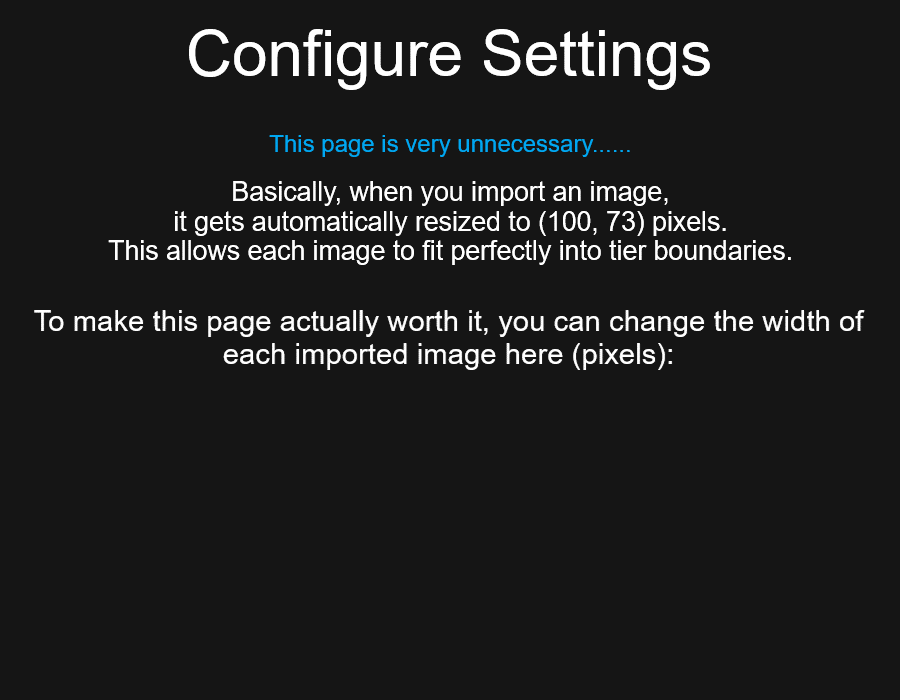 Configure Settings
This page is very unnecessary......
Basically, when you import an image,
it gets automatically resized to (100, 73) pixels.
This allows each image to fit perfectly into tier boundaries.
To make this page actually worth it, you can change the width of
each imported image here (pixels):